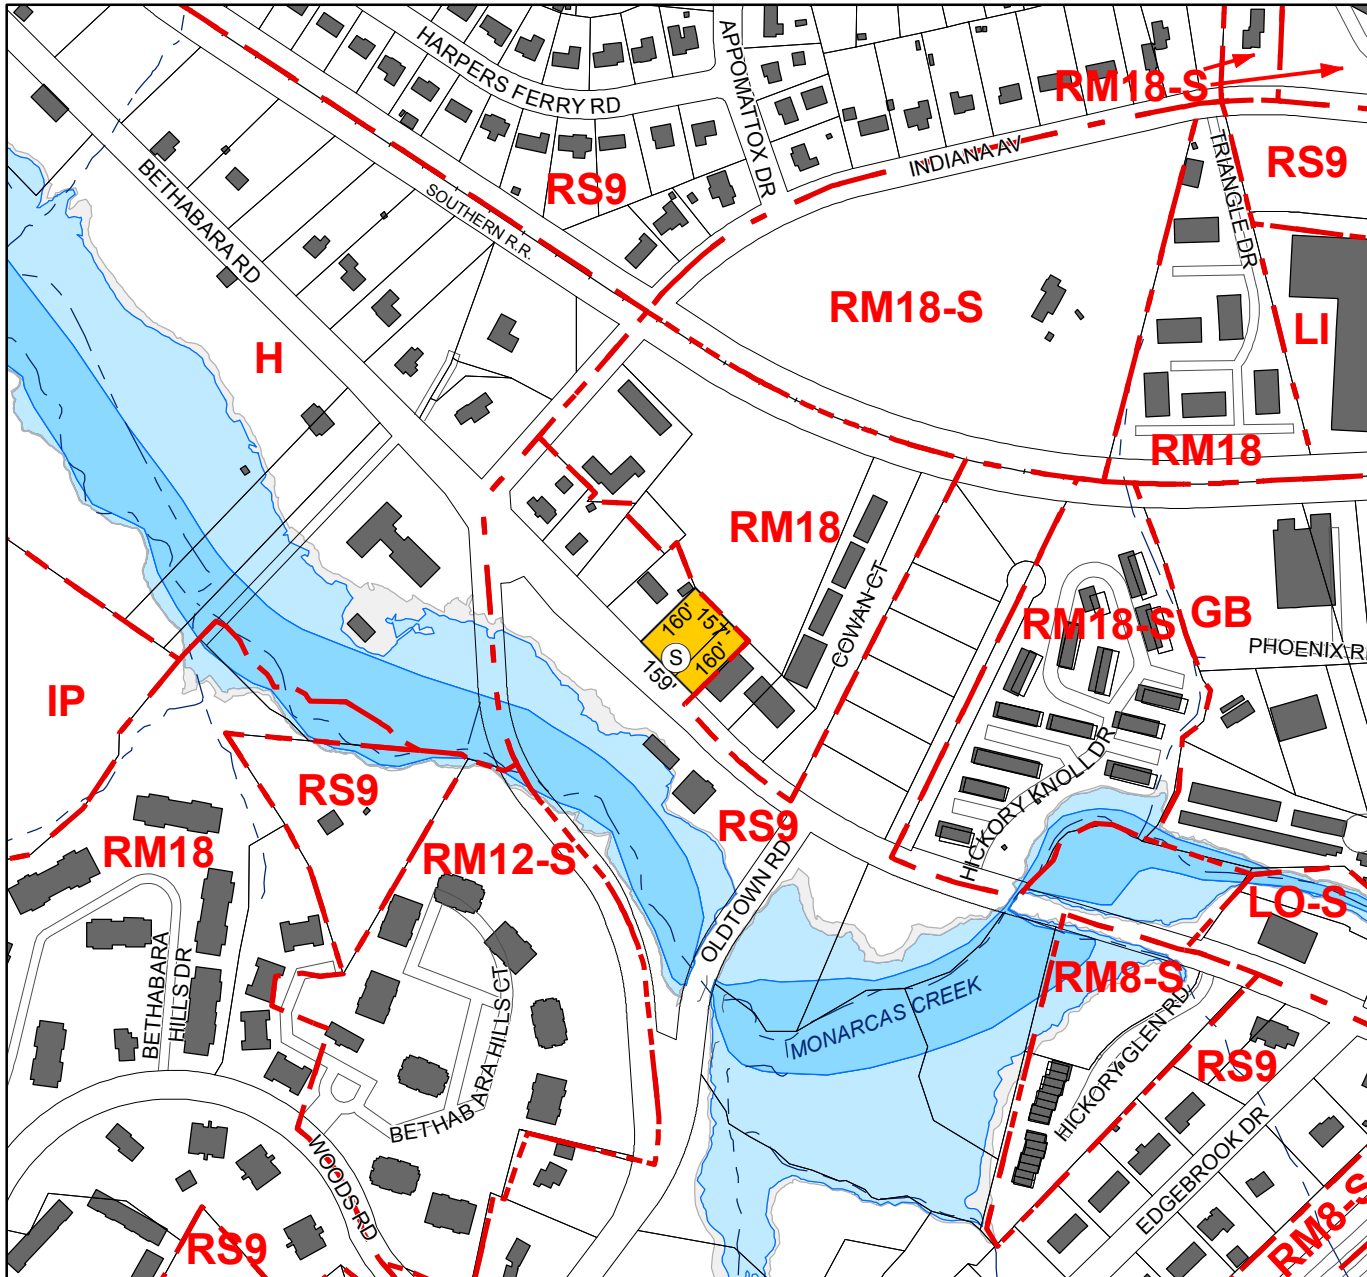 HARPERS FERRY RD
APPOMATTOX DR
RM18-S
INDIANA AV
TRIANGLE DR
RS9
BETHABARA RD
SOUTHERN R.R.
RS9
RM18-S
LI
H
RM18
RM18
COWAN CT
RM18-S
GB
PHOENIX R
160'
157'
S
160'
159'
IP
HICKORY KNOLL DR
RS9
RS9
RM18
RM12-S
OLDTOWN RD
LO-S
BETHABARA
HILLS DR
BETHABARA HILLS CT
MONARCAS CREEK
RM8-S
HICKORY GLEN RD
RS9
EDGEBROOK DR
WOODS RD
RS9
RM8-S